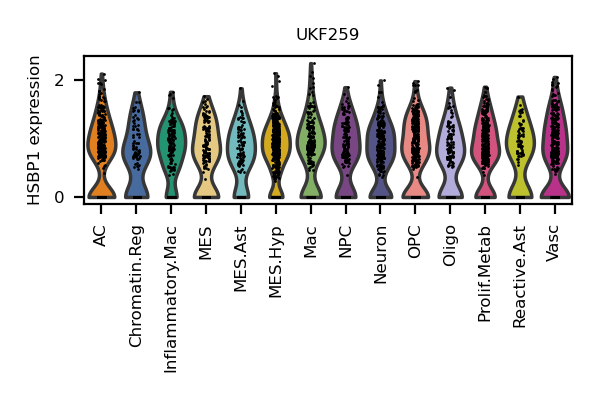 UKF259
HSBP1 expression
2
0
AC
Chromatin.Reg
Inflammatory.Mac
MES
MES.Ast
MES.Hyp
Mac
NPC
Neuron
OPC
Oligo
Prolif.Metab
Reactive.Ast
Vasc